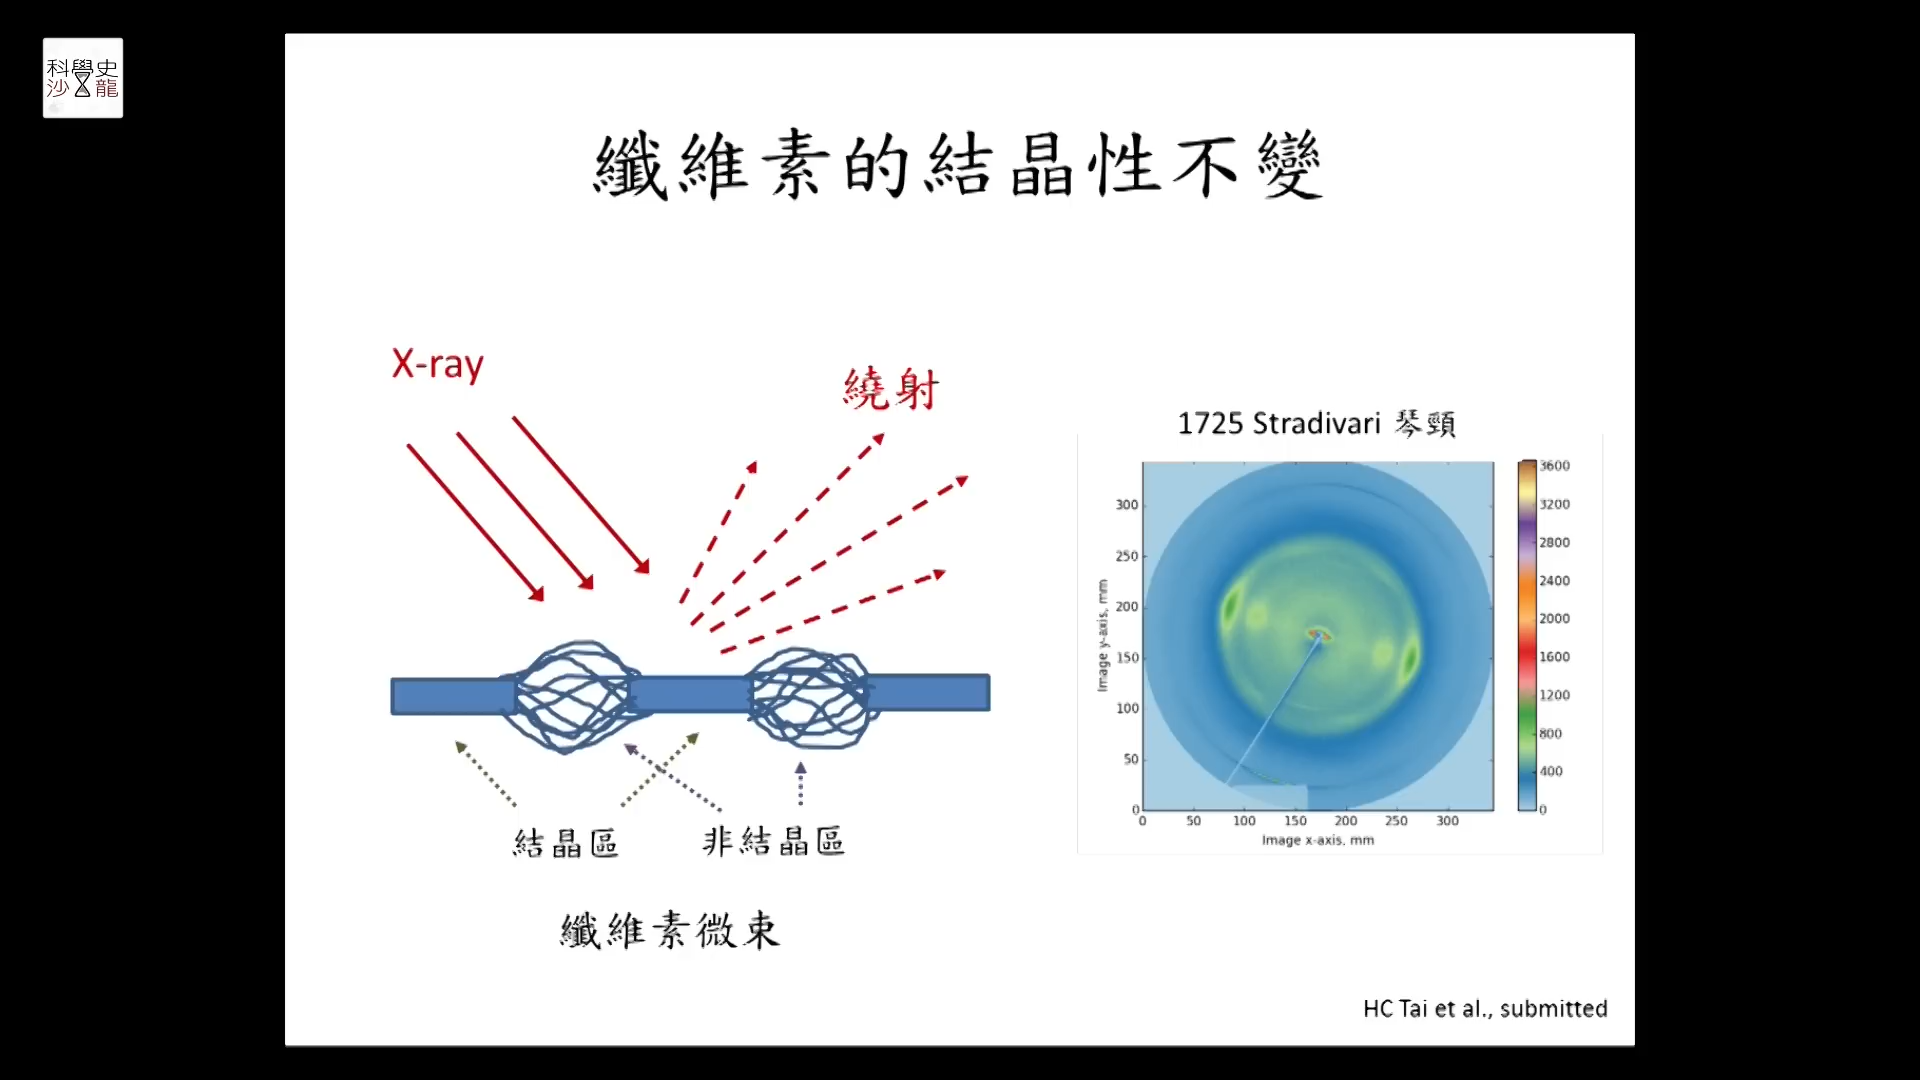 科學史
沙龍
纖維素的結晶性不變
X-ray
繞射
結晶區
非結晶區
纖維素微束
1725 Stradivari 琴頸
Image y-axis, mm
300
250
200
150
100
50
0
0 50 100 150 200 250 300
Image x-axis, mm
3600
3200
2800
2400
2000
1600
1200
800
400
0
HC Tai et al., submitted